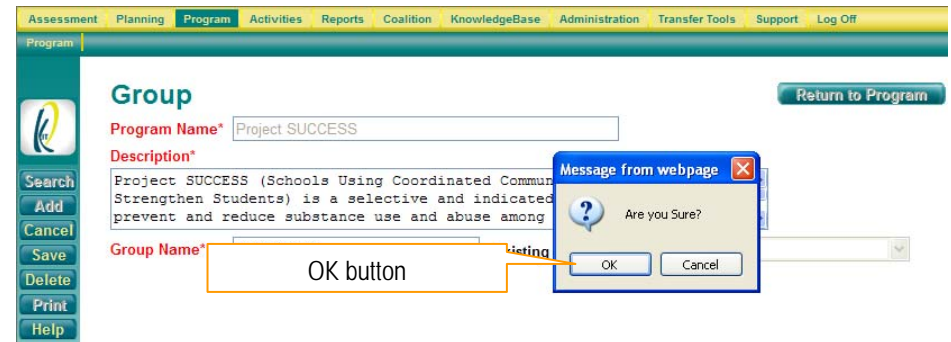 Assessment Planning Program Activities Reports Coalition KnowledgeBase Administration Transfer Tools Support Log Off
Program
Group
Return to Program
Program Name* Project SUCCESS
Description*
Project SUCCESS (Schools Using Coordinated Commun
Strengthen Students) is a selective and indicated
prevent and reduce substance use and abuse among
Group Name*
Message from webpage
Are you Sure?
OK Cancel
OK button
KIT
Search
Add
Cancel
Save
Delete
Print
Help